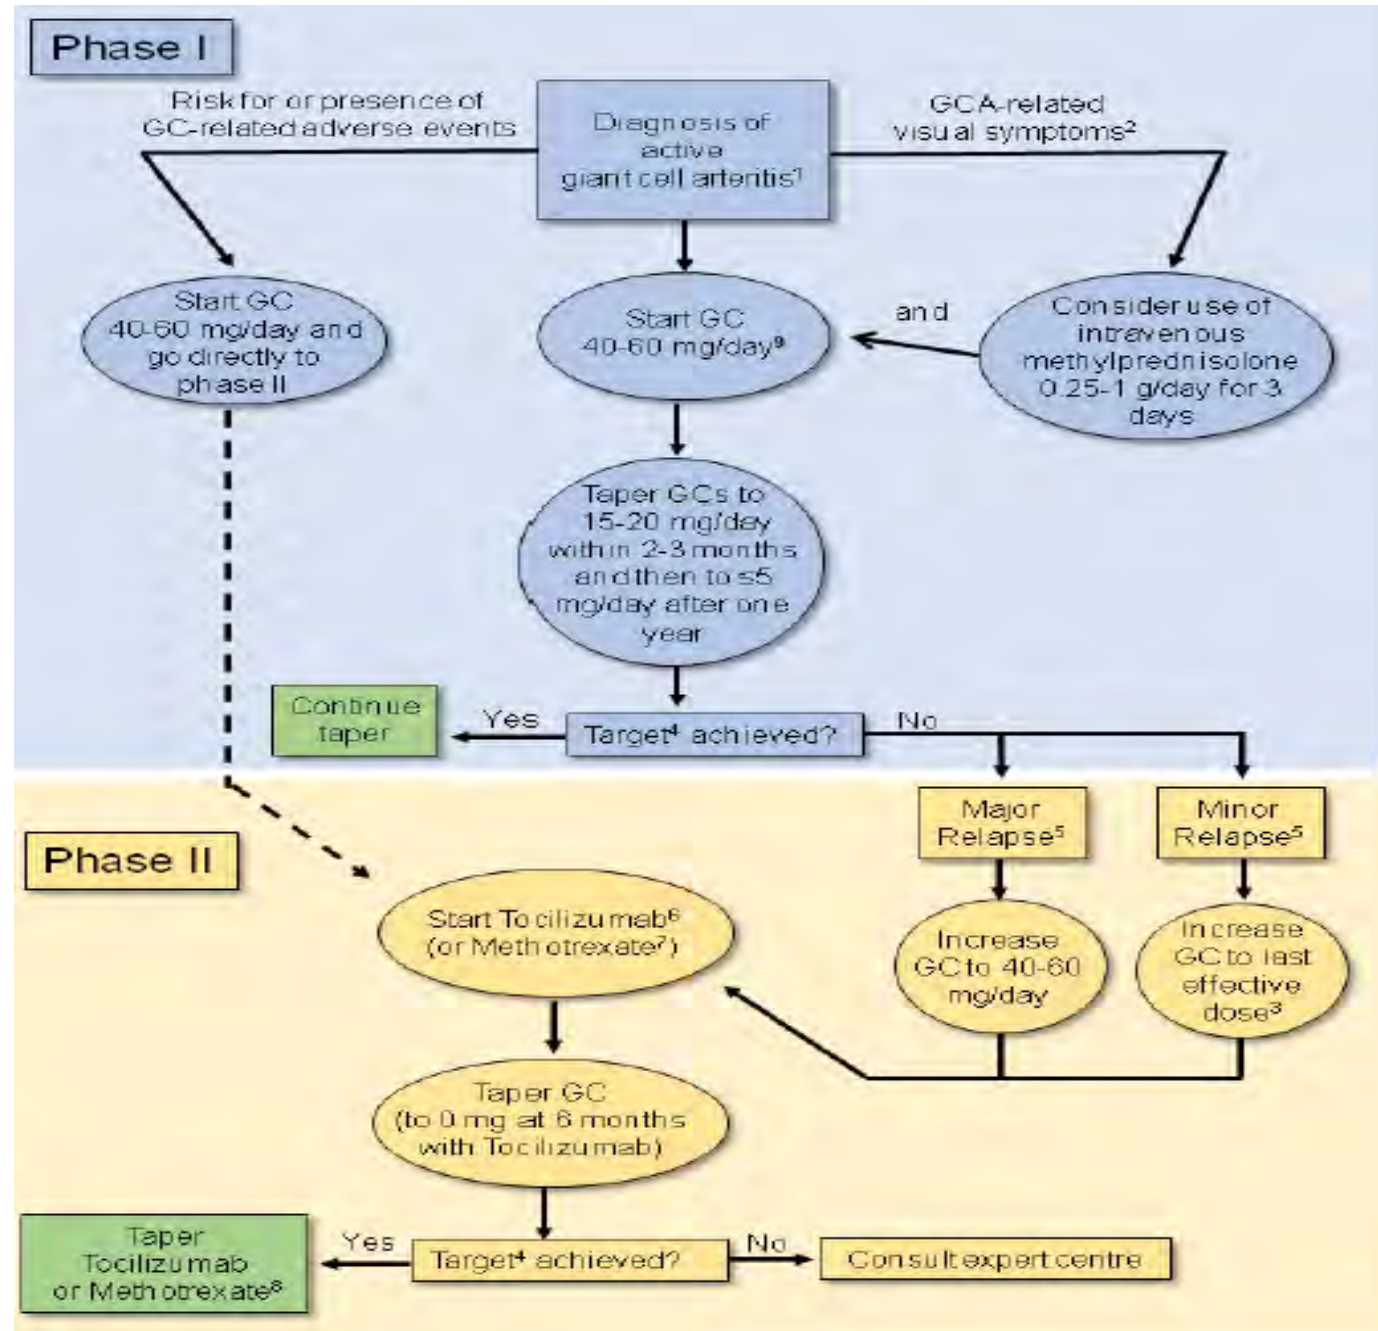 Phase I
Risk for or presence of
GC-related adverse events
Diagnosis of
active
giant cell arteritis¹
GCA-related
visual symptoms²
Start GC
40-60 mg/day and
go directly to
phase II
Start GC
40-60 mg/day⁹
and
Consider use of
intravenous
methylprednisolone
0.25-1 g/day for 3
days
Taper GCs to
15-20 mg/day
within 2-3 months
and then to ≤5
mg/day after one
year
Continue
taper
Yes
Target⁴ achieved?
No
Major
Relapse⁵
Minor
Relapse⁵
Phase II
Start Tocilizumab⁶
(or Methotrexate⁷)
Increase
GC to 40-60
mg/day
Increase
GC to last
effective
dose³
Taper GC
(to 0 mg at 6 months
with Tocilizumab)
Taper
Tocilizumab
or Methotrexate⁸
Yes
Target⁴ achieved?
No
Consult expert centre